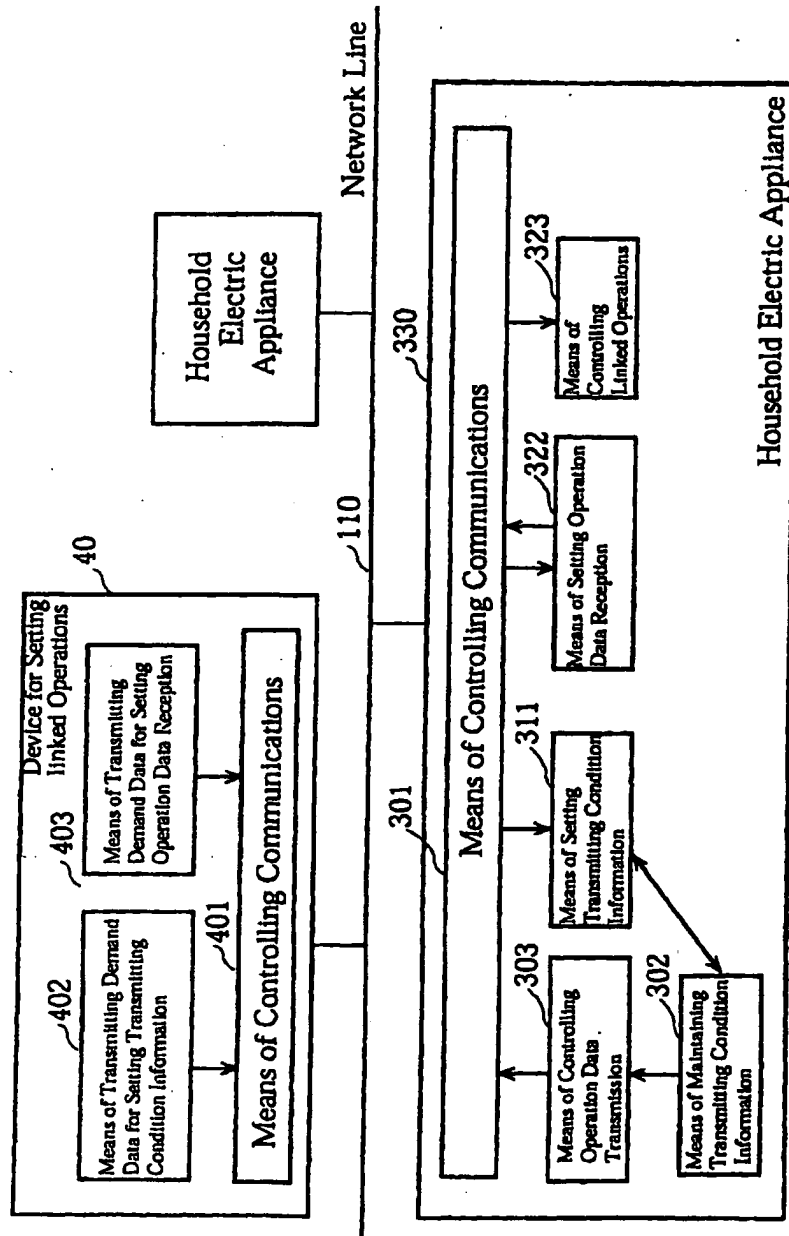 Device for Setting
linked Operations
40
402
Means of Transmitting Demand
Data for Setting Transmitting
Condition Information
403
Means of Transmitting
Demand Data for Setting
Operation Data Reception
401
Means of Controlling Communications
Household
Electric
Appliance
110
Network Line
330
301
Means of Controlling Communications
303
Means of Controlling
Operation Data
Transmission
311
Means of Setting
Transmitting Condition
Information
322
Means of Setting Operation
Data Reception
323
Means of
Controlling
Linked Operations
302
Means of Maintaining
Transmitting Condition
Information
Household Electric Appliance